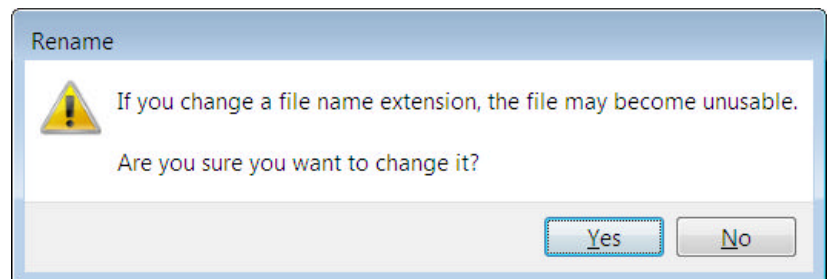 Rename
If you change a file name extension, the file may become unusable.
Are you sure you want to change it?
Yes
No